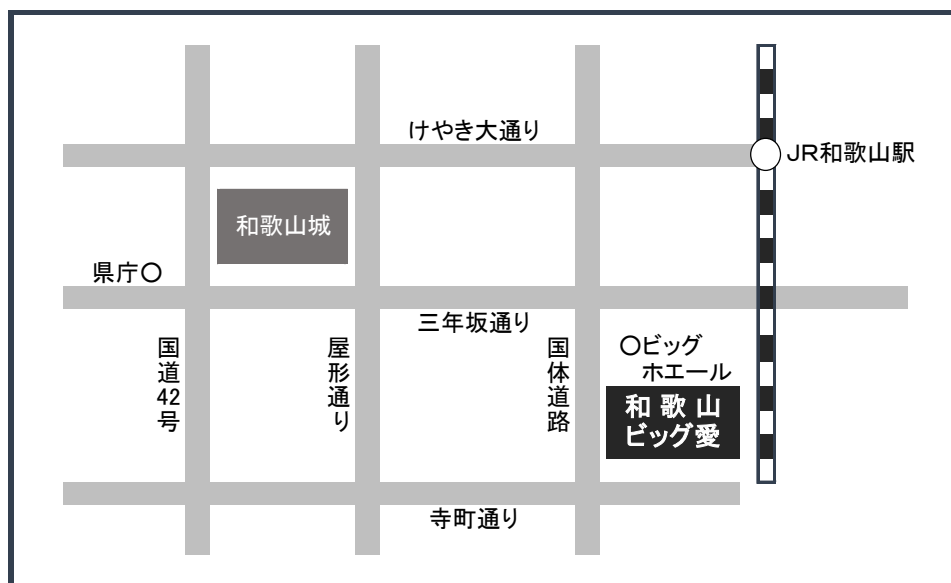 けやき大通り
JR和歌山駅
和歌山城
県庁○
三年坂通り
国道42号
屋形通り
国体道路
○ビッグ
ホエール
和歌山
ビッグ愛
寺町通り